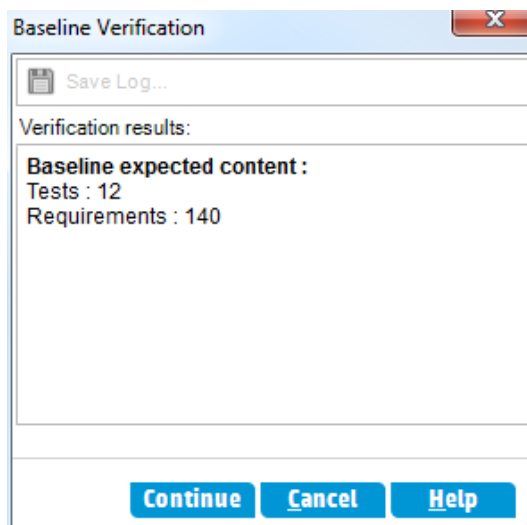 Baseline Verification
Save Log...
Verification results:
Baseline expected content :
Tests : 12
Requirements : 140
Continue Cancel Help